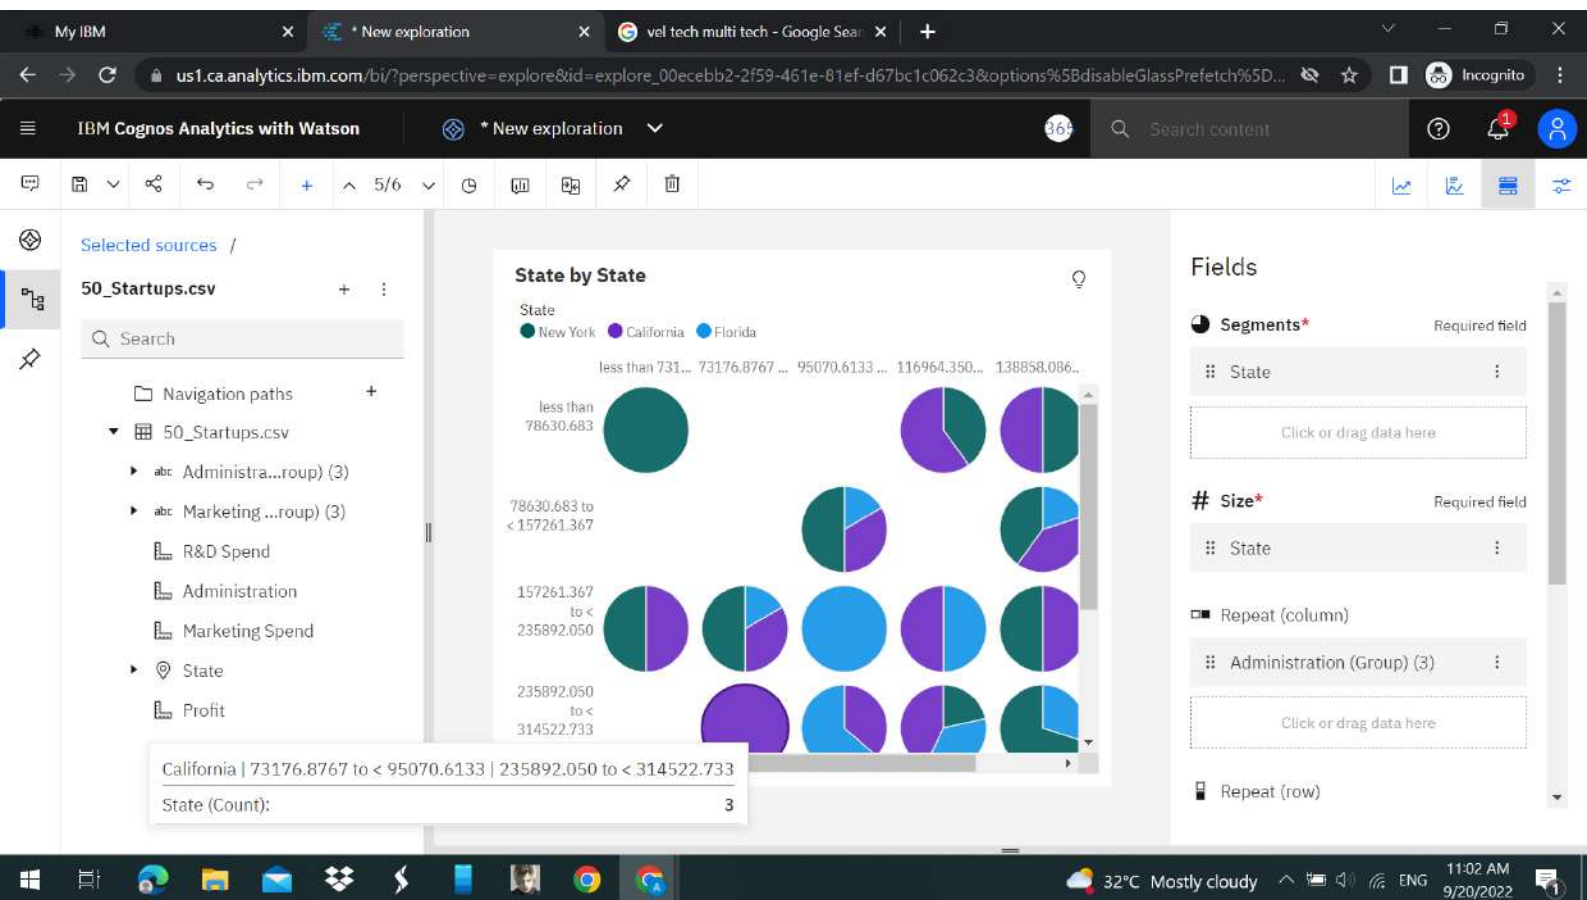 My IBM
* New exploration
vel tech multi tech - Google Sear
us1.ca.analytics.ibm.com/bi/?perspective=explore&id=explore_00ecebb2-2f59-461e-81ef-d67bc1c062c3&options%5BdisableGlassPrefetch%5D...
Incognito
IBM Cognos Analytics with Watson
* New exploration
365
Search content
1
5/6
Selected sources /
50_Startups.csv
Search
Navigation paths
50_Startups.csv
abc Administra...roup) (3)
abc Marketing ...roup) (3)
R&D Spend
Administration
Marketing Spend
State
Profit
State by State
State
New York California Florida
less than 731... 73176.8767 ... 95070.6133 ... 116964.350... 138858.086...
less than
78630.683
78630.683 to
< 157261.367
157261.367
to <
235892.050
235892.050
to <
314522.733
California | 73176.8767 to < 95070.6133 | 235892.050 to < 314522.733
State (Count): 3
Fields
Segments* Required field
State
Click or drag data here
# Size* Required field
State
Repeat (column)
Administration (Group) (3)
Click or drag data here
Repeat (row)
32°C Mostly cloudy
ENG
11:02 AM
9/20/2022
1